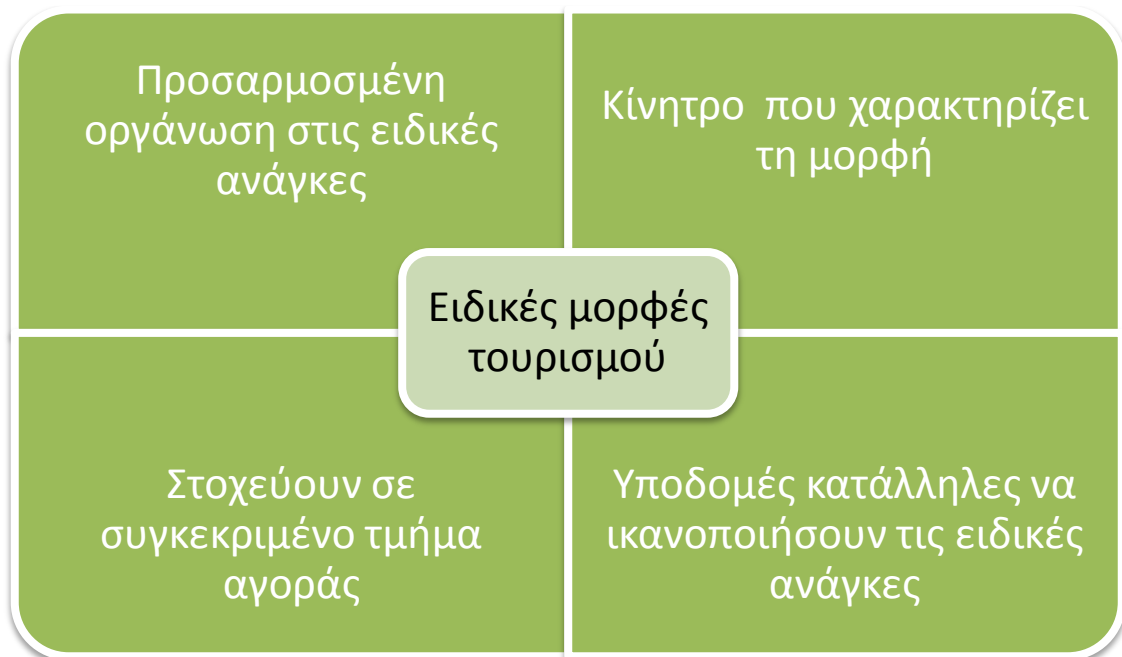 Προσαρμοσμένη
οργάνωση στις ειδικές
ανάγκες
Κίνητρο που χαρακτηρίζει
τη μορφή
Ειδικές μορφές
τουρισμού
Στοχεύουν σε
συγκεκριμένο τμήμα
αγοράς
Υποδομές κατάλληλες να
ικανοποιήσουν τις ειδικές
ανάγκες